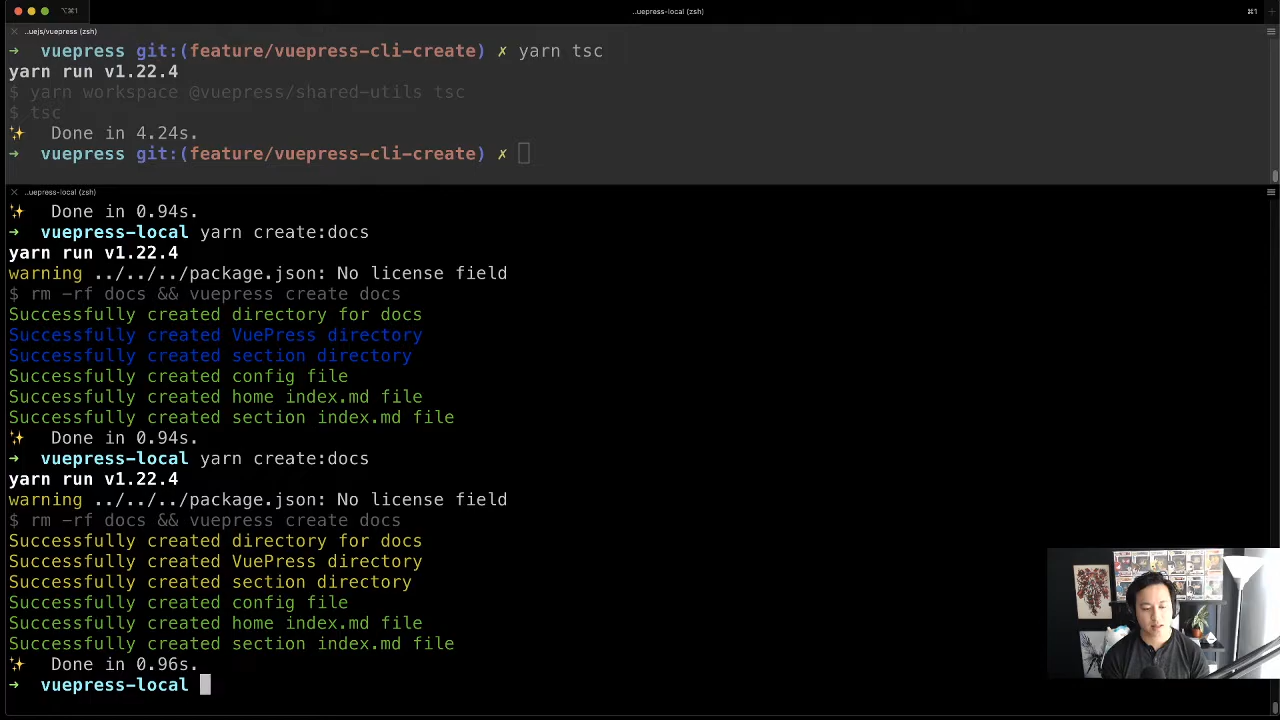 ⌥⌘1
..uepress-local (zsh)
⌘1
..uejs/vuepress (zsh)
→ vuepress git:(feature/vuepress-cli-create) ✗ yarn tsc
yarn run v1.22.4
$ yarn workspace @vuepress/shared-utils tsc
$ tsc
✨ Done in 4.24s.
→ vuepress git:(feature/vuepress-cli-create) ✗
..uepress-local (zsh)
✨ Done in 0.94s.
→ vuepress-local yarn create:docs
yarn run v1.22.4
warning ../../../package.json: No license field
$ rm -rf docs && vuepress create docs
Successfully created directory for docs
Successfully created VuePress directory
Successfully created section directory
Successfully created config file
Successfully created home index.md file
Successfully created section index.md file
✨ Done in 0.94s.
→ vuepress-local yarn create:docs
yarn run v1.22.4
warning ../../../package.json: No license field
$ rm -rf docs && vuepress create docs
Successfully created directory for docs
Successfully created VuePress directory
Successfully created section directory
Successfully created config file
Successfully created home index.md file
Successfully created section index.md file
✨ Done in 0.96s.
→ vuepress-local